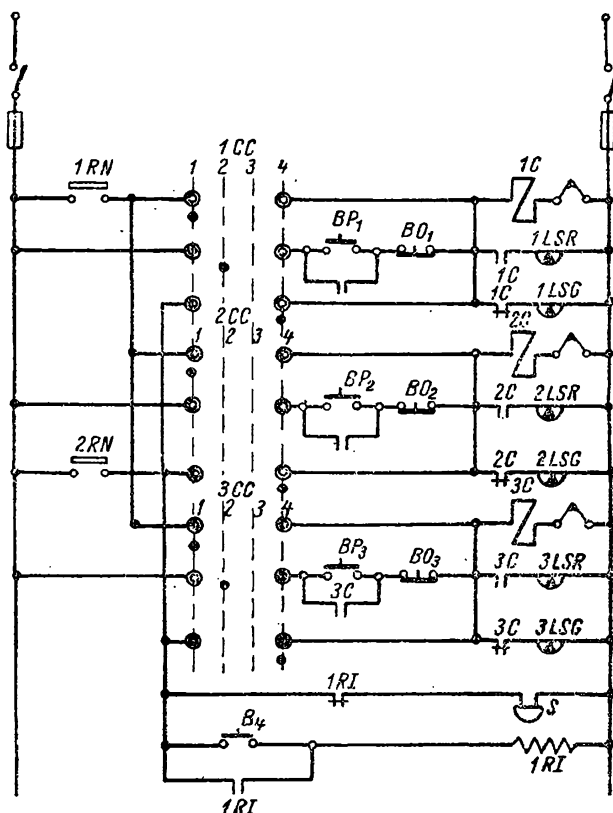 1CC
1 2 3 4
1RN
1C
BP1 BO1 1LSR
1C
1C 1LSG
2CC 2C
1 2 3 4
BP2 BO2 2C 2LSR
2RN
2C 2LSG
3CC 3C
1 2 3 4
BP3 BO3 3C 3LSR
3C
3C 3LSG
1RI
S
B4
1RI
1RI